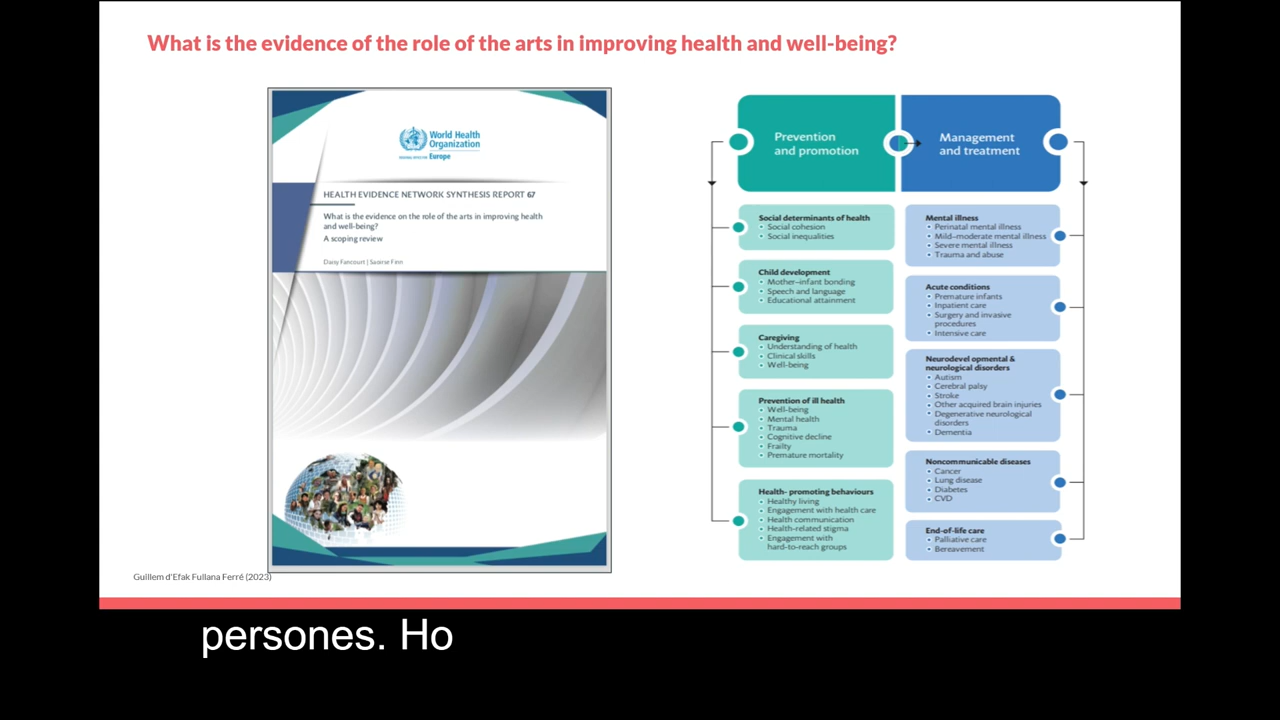 What is the evidence of the role of the arts in improving health and well-being?
World Health
Organization
REGIONAL OFFICE FOR Europe
HEALTH EVIDENCE NETWORK SYNTHESIS REPORT 67
What is the evidence on the role of the arts in improving health
and well-being?
A scoping review
Daisy Fancourt | Saoirse Finn
Guillem d'Efak Fullana Ferré (2023)
Prevention
and promotion
Social determinants of health
• Social cohesion
• Social inequalities
Child development
• Mother–infant bonding
• Speech and language
• Educational attainment
Caregiving
• Understanding of health
• Clinical skills
• Well-being
Prevention of ill health
• Well-being
• Mental health
• Trauma
• Cognitive decline
• Frailty
• Premature mortality
Health- promoting behaviours
• Healthy living
• Engagement with health care
• Health communication
• Health-related stigma
• Engagement with
hard-to-reach groups
Management
and treatment
Mental illness
• Perinatal mental illness
• Mild–moderate mental illness
• Severe mental illness
• Trauma and abuse
Acute conditions
• Premature infants
• Inpatient care
• Surgery and invasive
procedures
• Intensive care
Neurodevel opmental &
neurological disorders
• Autism
• Cerebral palsy
• Stroke
• Other acquired brain injuries
• Degenerative neurological
disorders
• Dementia
Noncommunicable diseases
• Cancer
• Lung disease
• Diabetes
• CVD
End-of-life care
• Palliative care
• Bereavement
persones. Ho